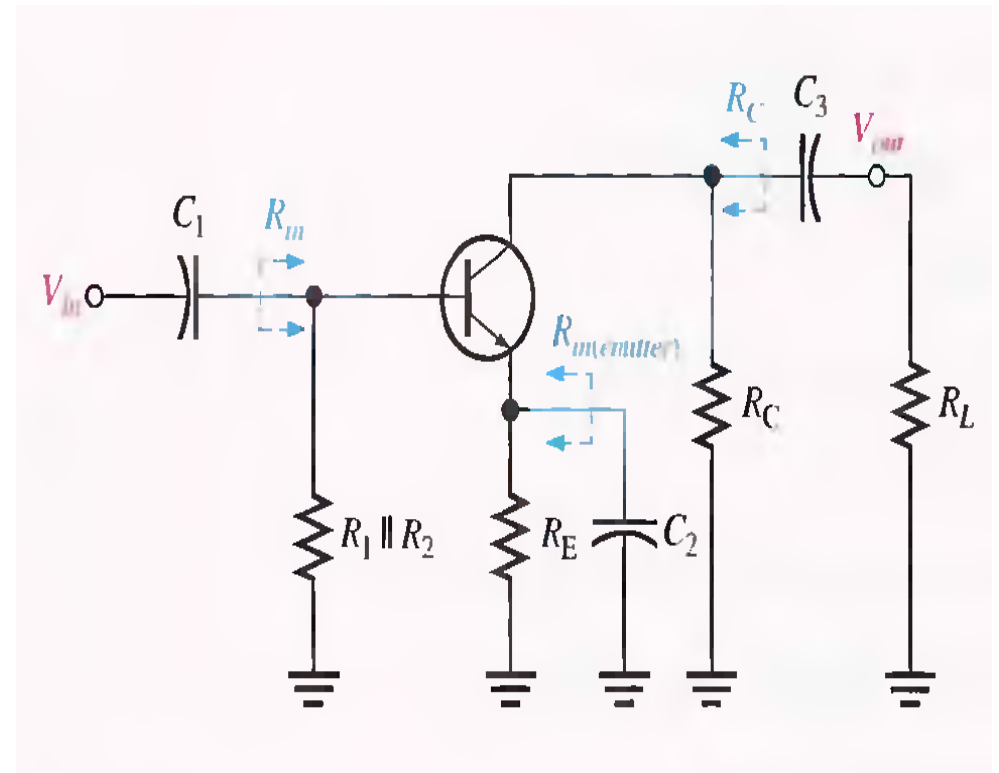 R_C C_3
V_out
C_1 R_in
V_in
R_in(emitter)
R_C R_L
R_1 || R_2 R_E C_2